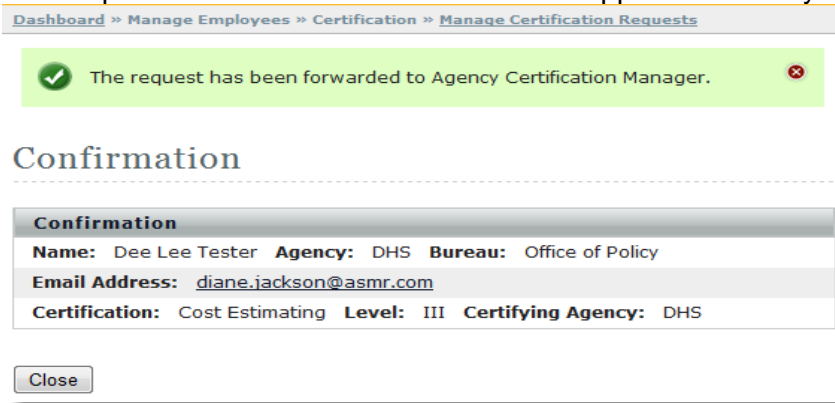 Dashboard » Manage Employees » Certification » Manage Certification Requests
The request has been forwarded to Agency Certification Manager.
Confirmation
Confirmation
Name: Dee Lee Tester Agency: DHS Bureau: Office of Policy
Email Address: diane.jackson@asmr.com
Certification: Cost Estimating Level: III Certifying Agency: DHS
Close